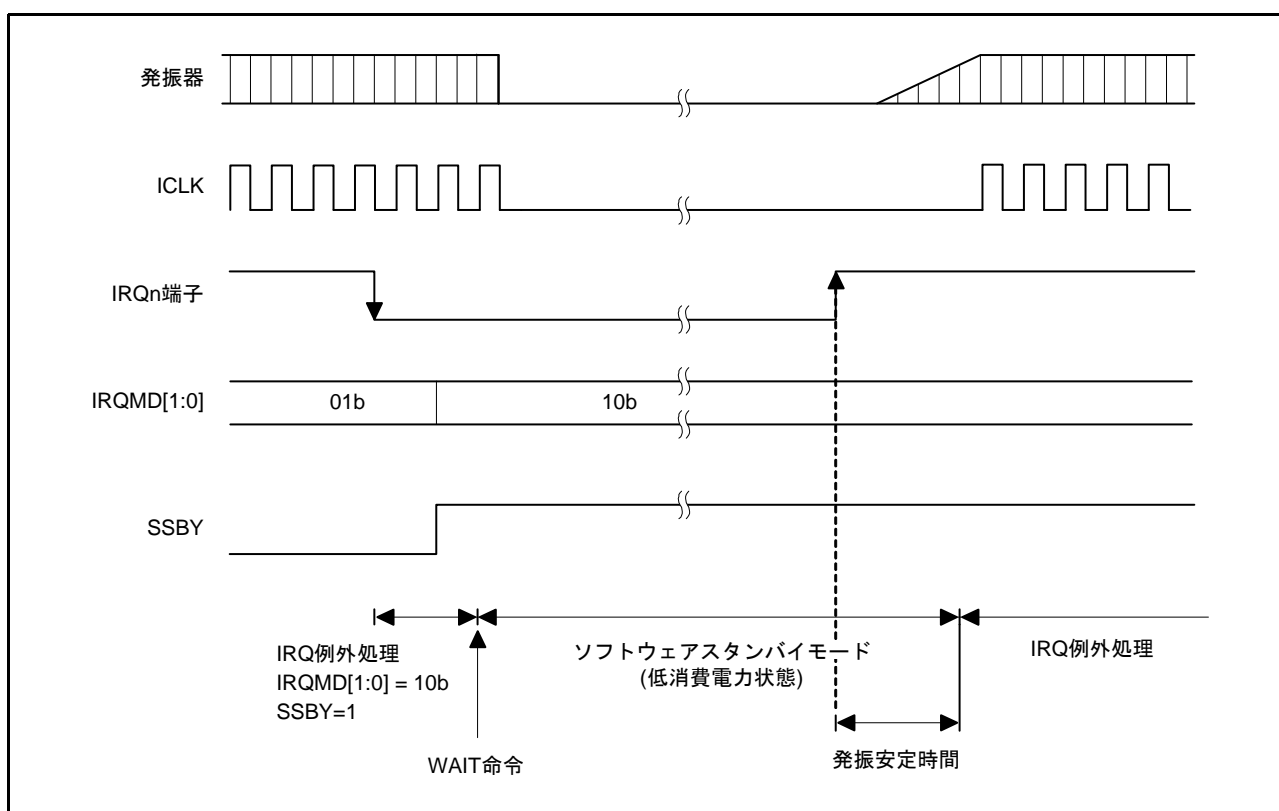 発振器
ICLK
IRQn端子
IRQMD[1:0]
01b
10b
SSBY
IRQ例外処理
IRQMD[1:0] = 10b
SSBY=1
WAIT命令
ソフトウェアスタンバイモード
(低消費電力状態)
発振安定時間
IRQ例外処理